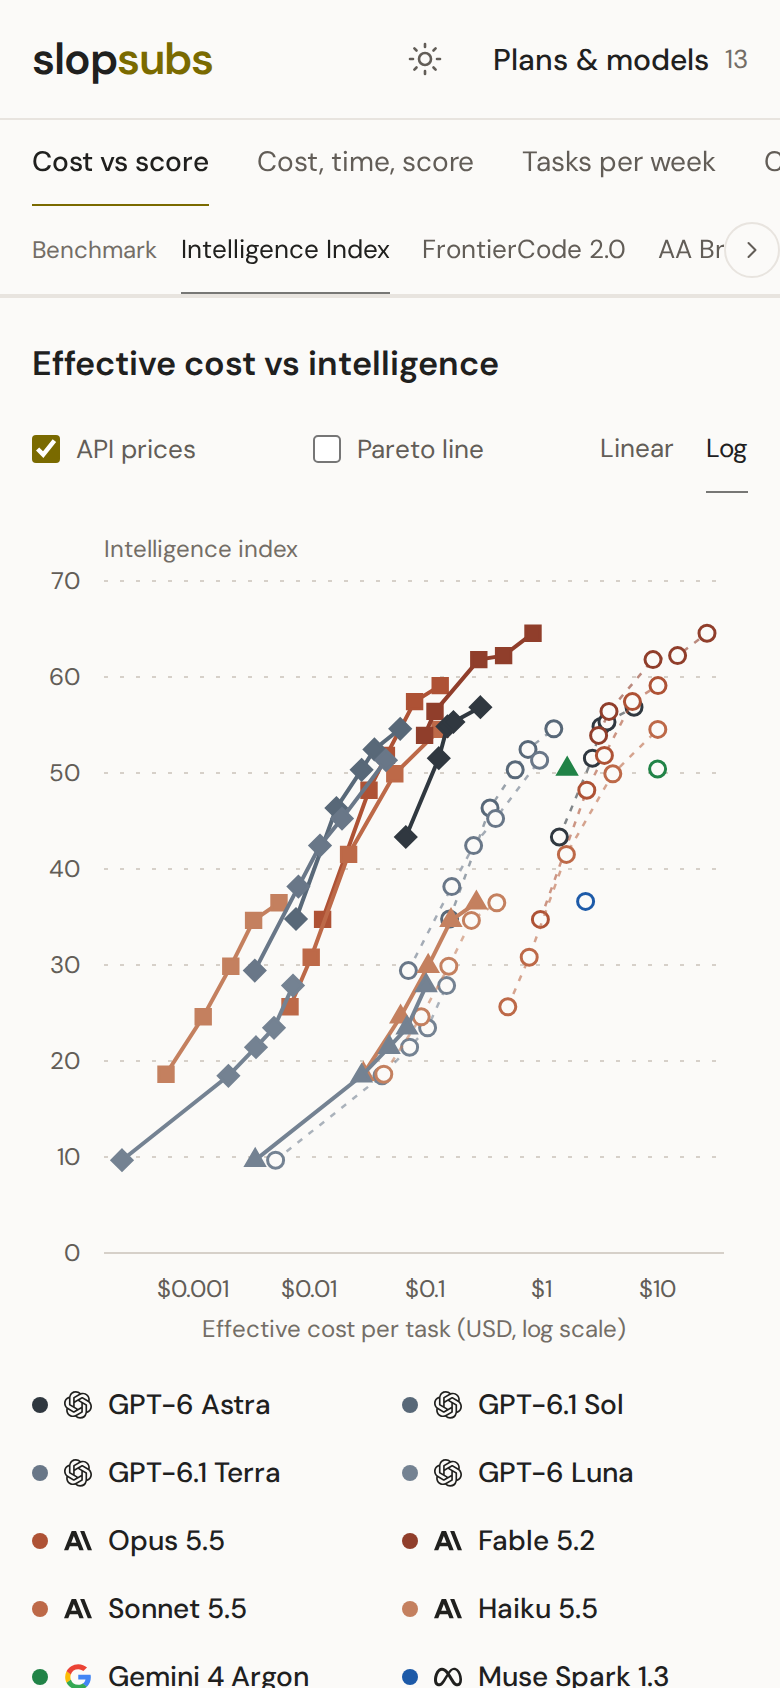 slopsubs Plans & models 13
Cost vs score Cost, time, score Tasks per week C
Benchmark Intelligence Index FrontierCode 2.0 AA Br
Effective cost vs intelligence
API prices Pareto line Linear Log
Intelligence index
70
60
50
40
30
20
10
0
$0.001 $0.01 $0.1 $1 $10
Effective cost per task (USD, log scale)
GPT-6 Astra GPT-6.1 Sol
GPT-6.1 Terra GPT-6 Luna
Opus 5.5 Fable 5.2
Sonnet 5.5 Haiku 5.5
Gemini 4 Argon Muse Spark 1.3